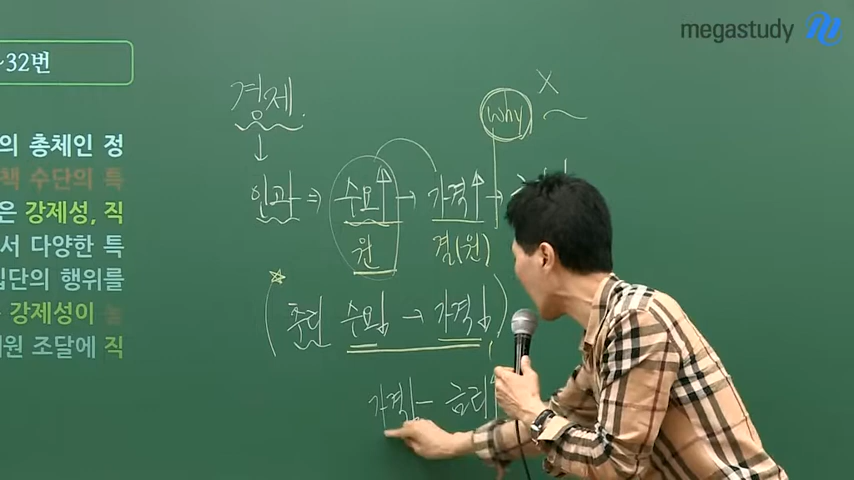 megastudy
~32번
의 총체인 정
책 수단의 특
은 강제성, 직
서 다양한 특
집단의 행위를
강제성이
원 조달에 직
경제
why X
인과 ⇒ 수요↑ → 가격↑ →
원 결(원)
☆
(총단 수요↓ → 가격↓)
가격 - 금리